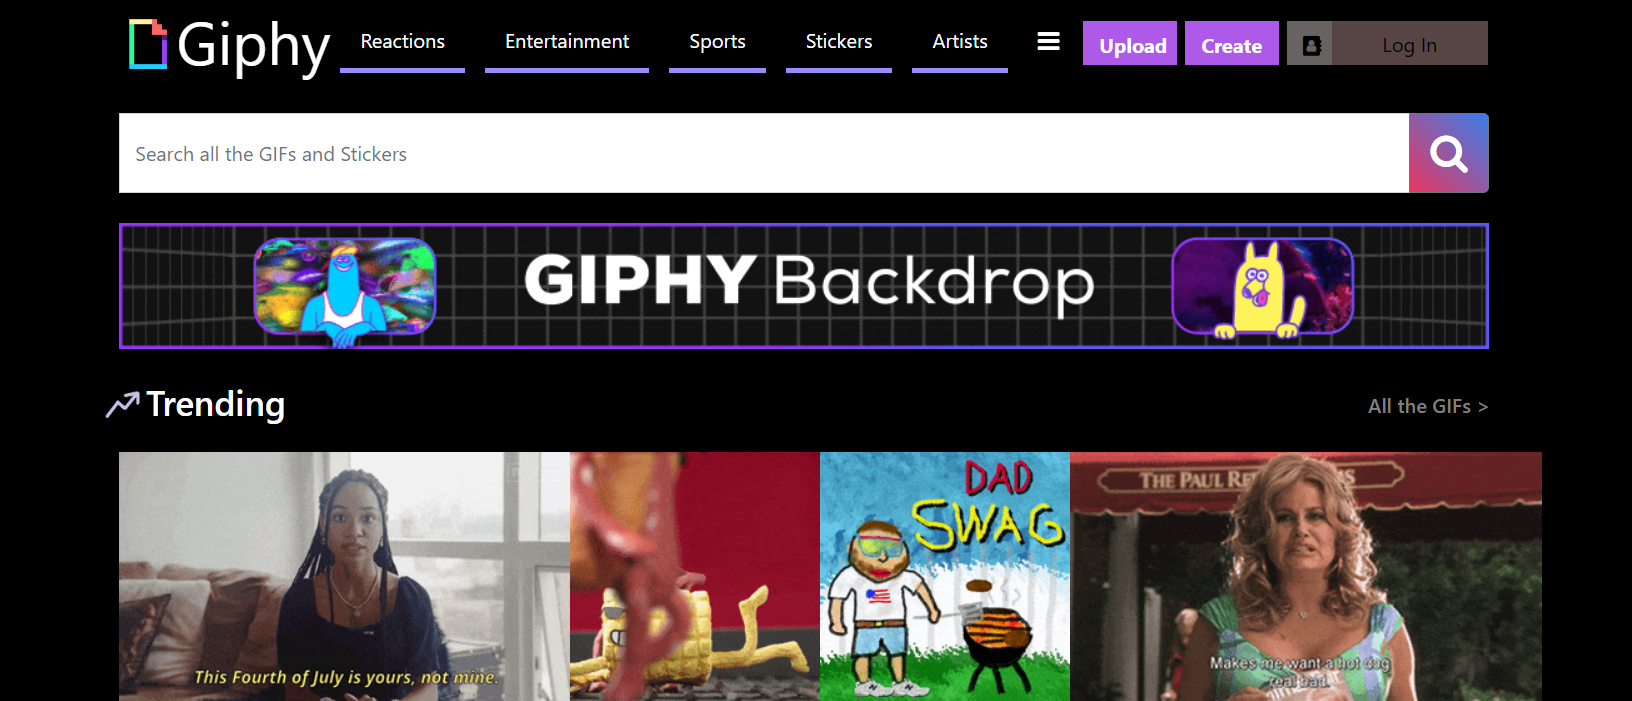 Giphy
Reactions
Entertainment
Sports
Stickers
Artists
Upload
Create
Log In
Search all the GIFs and Stickers
GIPHY Backdrop
Trending
All the GIFs >
This Fourth of July is yours, not mine.
DAD
SWAG
THE PAUL
Makes me want a hot dog
real bad.